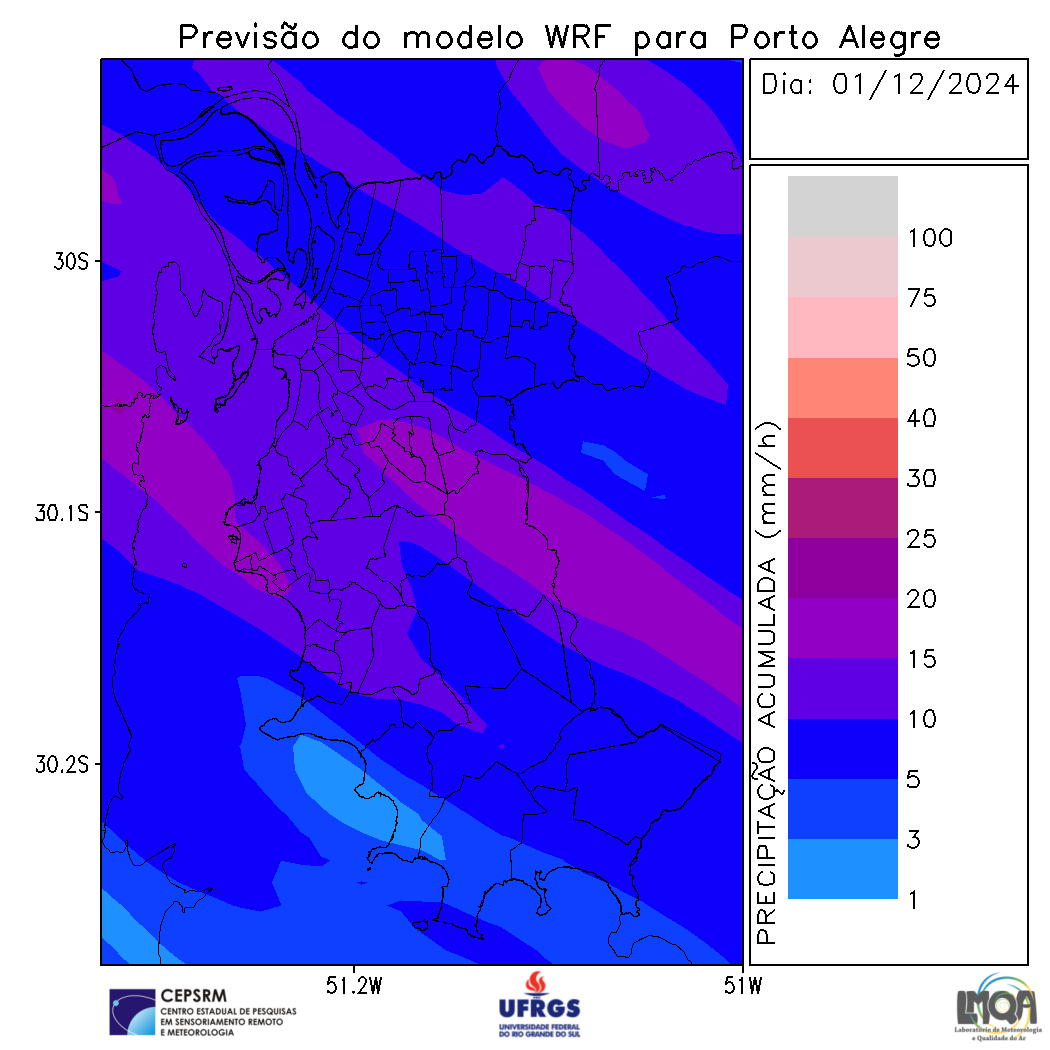 Previsão do modelo WRF para Porto Alegre
Dia: 01/12/2024
30S
30.1S
30.2S
51.2W
51W
PRECIPITAÇÃO ACUMULADA (mm/h)
100
75
50
40
30
25
20
15
10
5
3
1
CEPSRM
CENTRO ESTADUAL DE PESQUISAS
EM SENSORIAMENTO REMOTO
E METEOROLOGIA
UFRGS
UNIVERSIDADE FEDERAL
DO RIO GRANDE DO SUL
LMQA
Laboratório de Meteorologia
e Qualidade do Ar